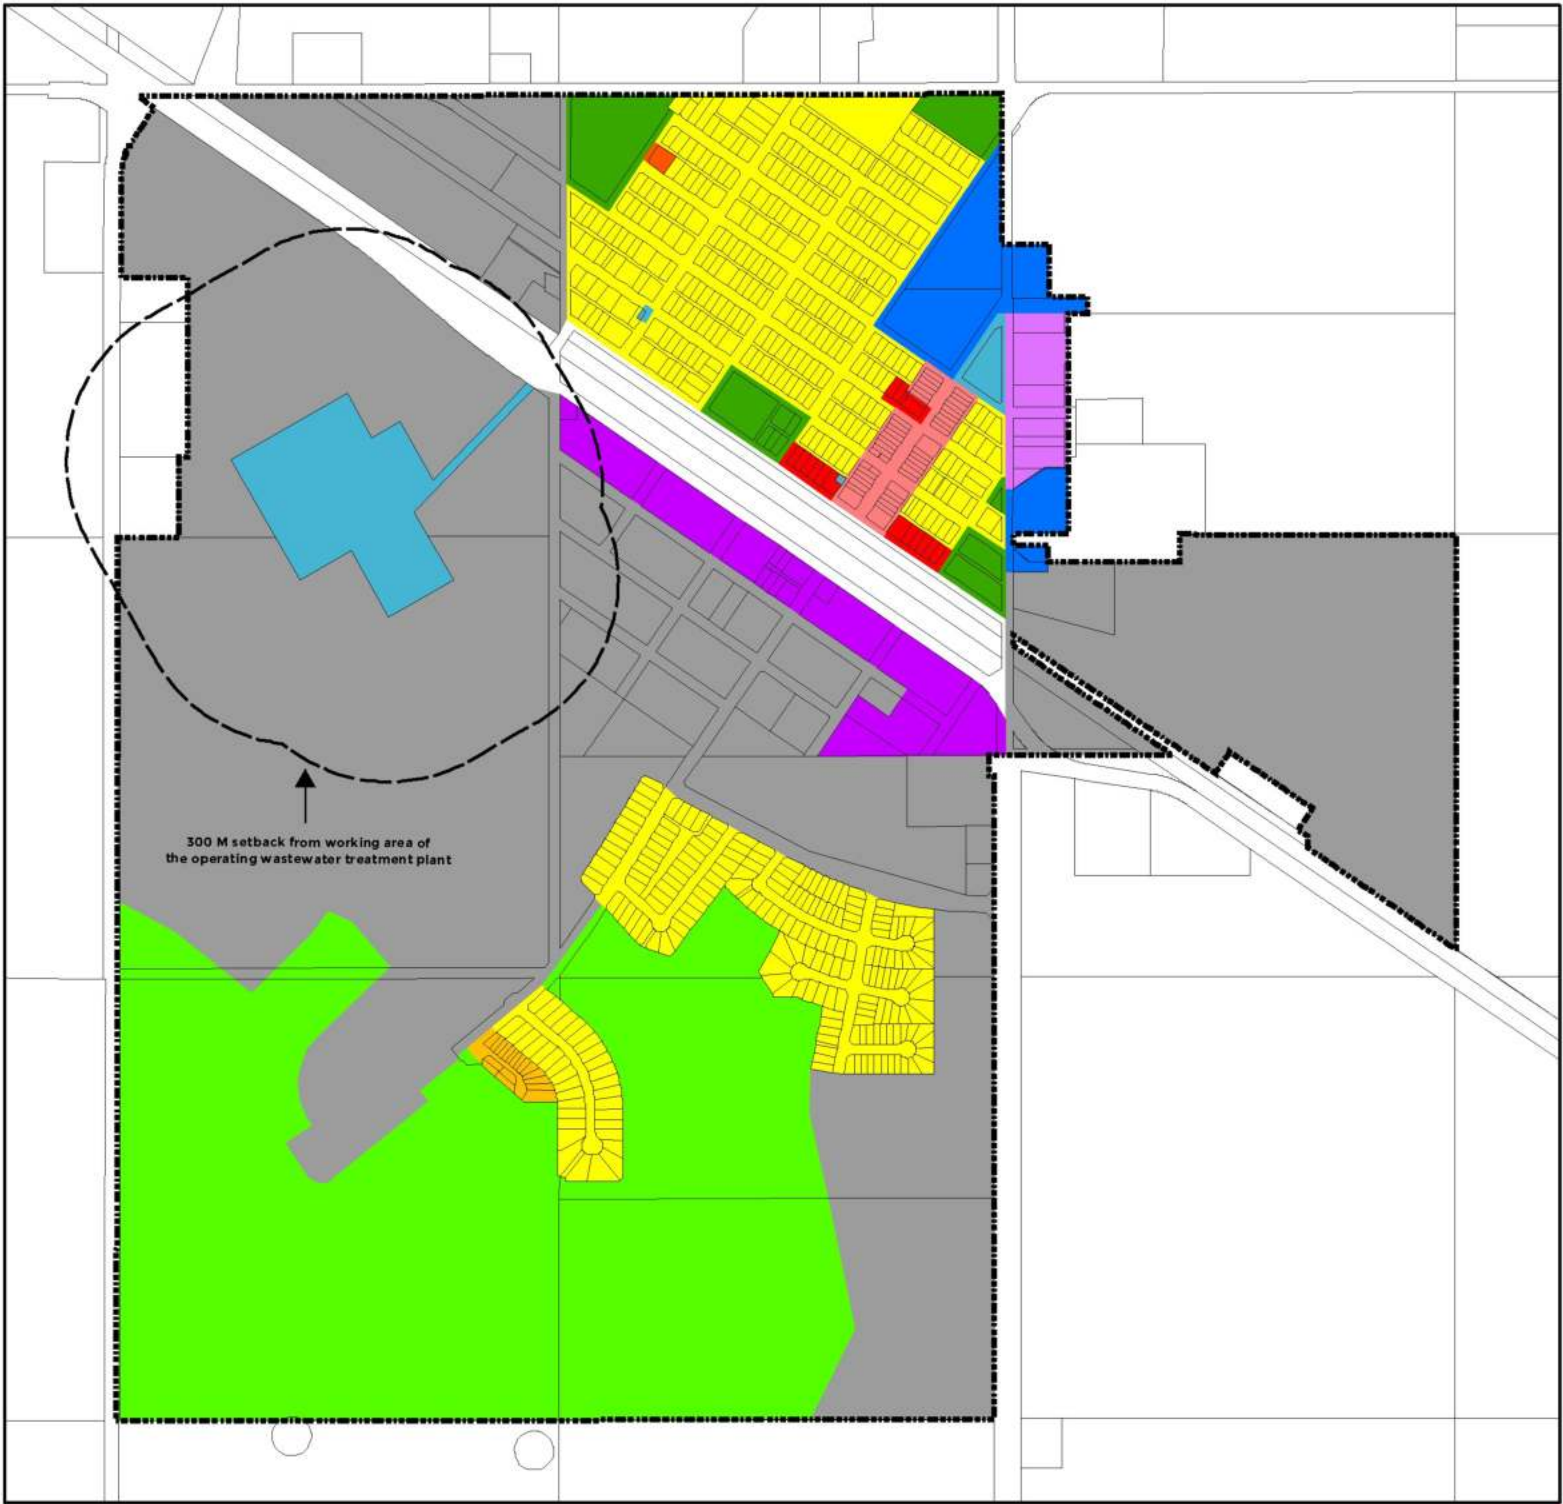 300 M setback from working area of
the operating wastewater treatment plant